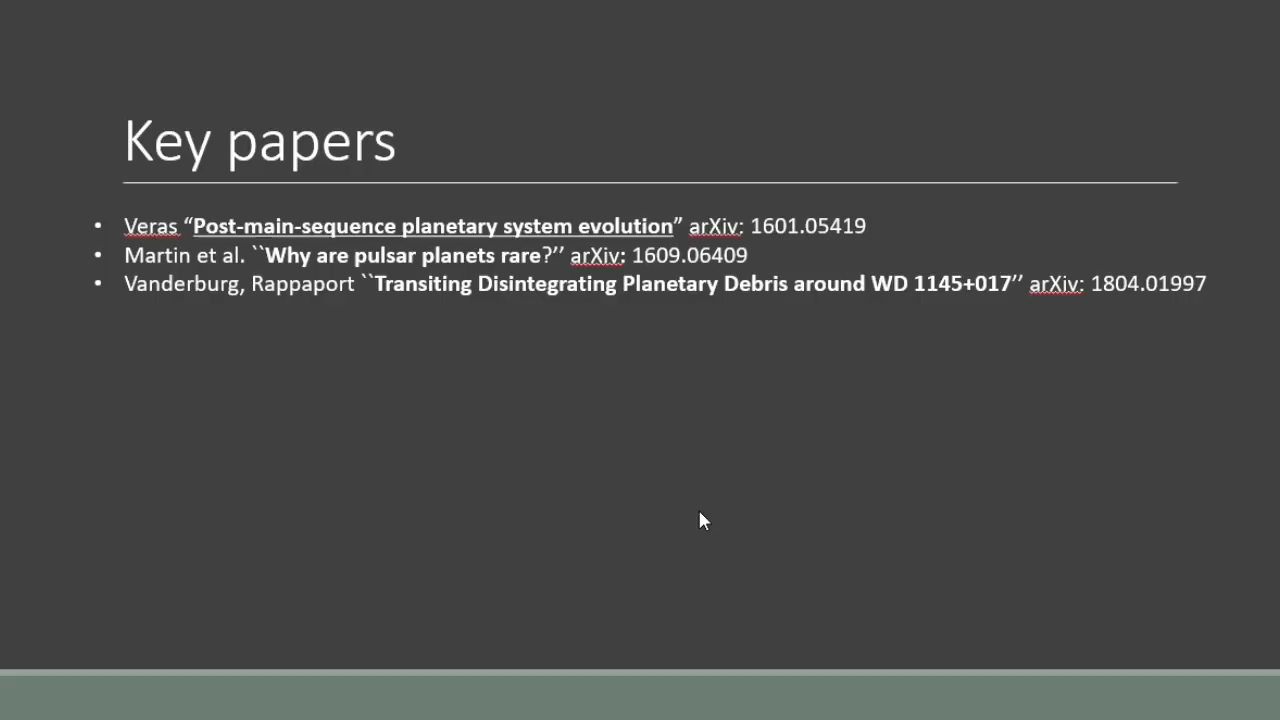 Key papers
• Veras “Post-main-sequence planetary system evolution” arXiv: 1601.05419
• Martin et al. ``Why are pulsar planets rare?’’ arXiv: 1609.06409
• Vanderburg, Rappaport ``Transiting Disintegrating Planetary Debris around WD 1145+017’’ arXiv: 1804.01997